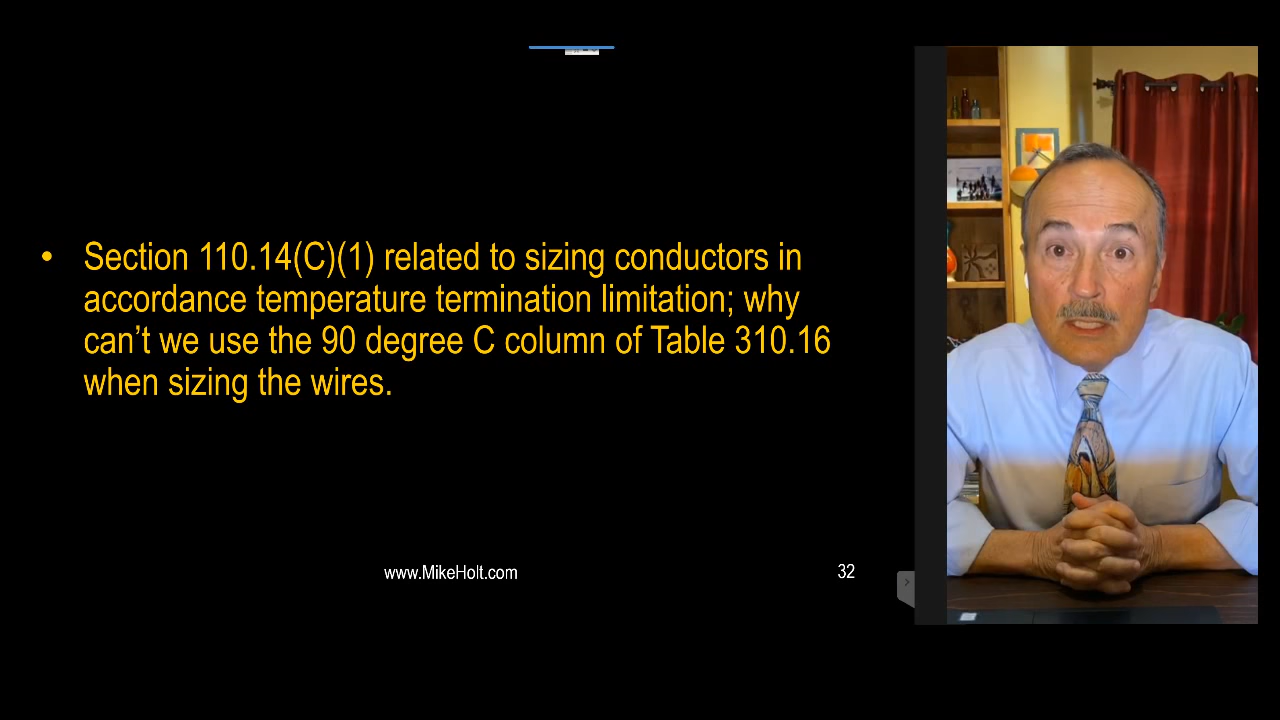 • Section 110.14(C)(1) related to sizing conductors in
accordance temperature termination limitation; why
can’t we use the 90 degree C column of Table 310.16
when sizing the wires.
www.MikeHolt.com
32